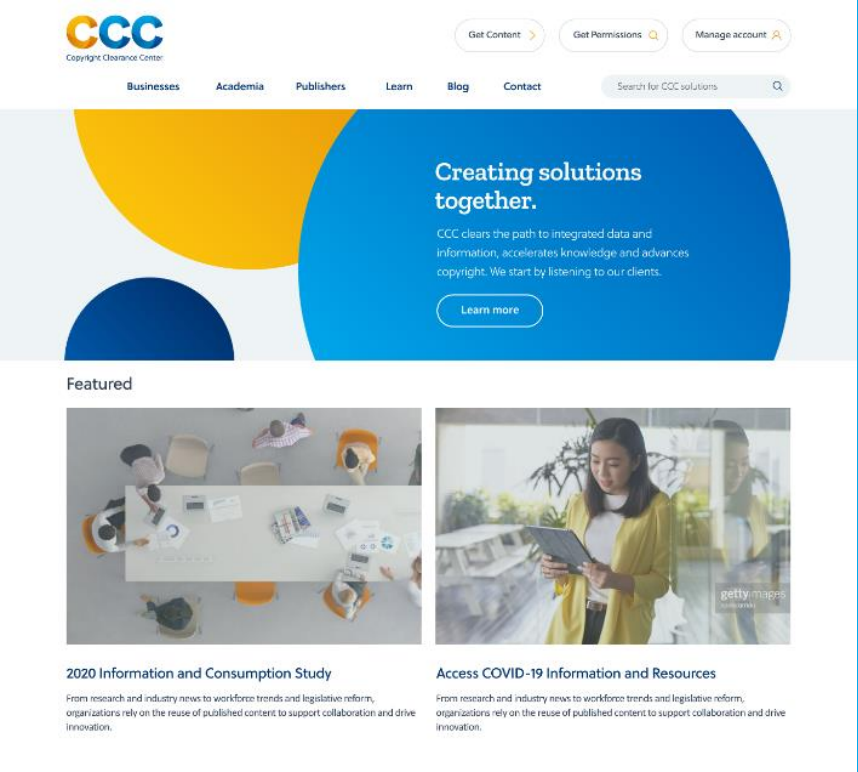 CCC
Copyright Clearance Center
Get Content
Get Permissions
Manage account
Businesses
Academia
Publishers
Learn
Blog
Contact
Search for CCC solutions
Creating solutions
together.
CCC clears the path to integrated data and
information, accelerates knowledge and advances
copyright. We start by listening to our clients.
Learn more
Featured
gettyimages
2020 Information and Consumption Study
From research and industry news to workforce trends and legislative reform,
organizations rely on the reuse of published content to support collaboration and drive
innovation.
Access COVID-19 Information and Resources
From research and industry news to workforce trends and legislative reform,
organizations rely on the reuse of published content to support collaboration and drive
innovation.